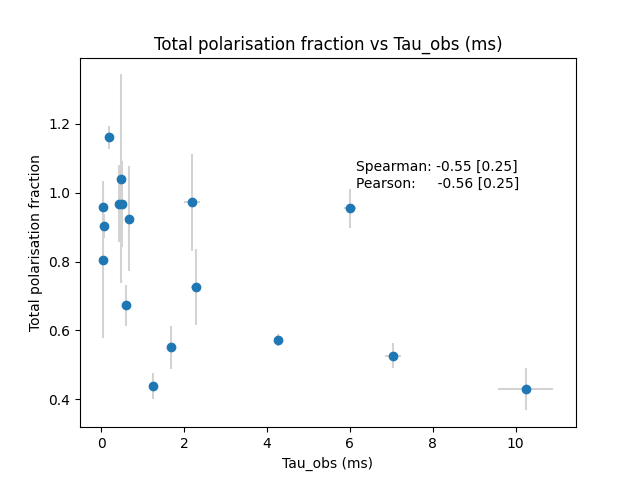 Total polarisation fraction vs Tau_obs (ms)
Total polarisation fraction
1.2
1.0
0.8
0.6
0.4
Spearman: -0.55 [0.25]
Pearson: -0.56 [0.25]
0 2 4 6 8 10
Tau_obs (ms)